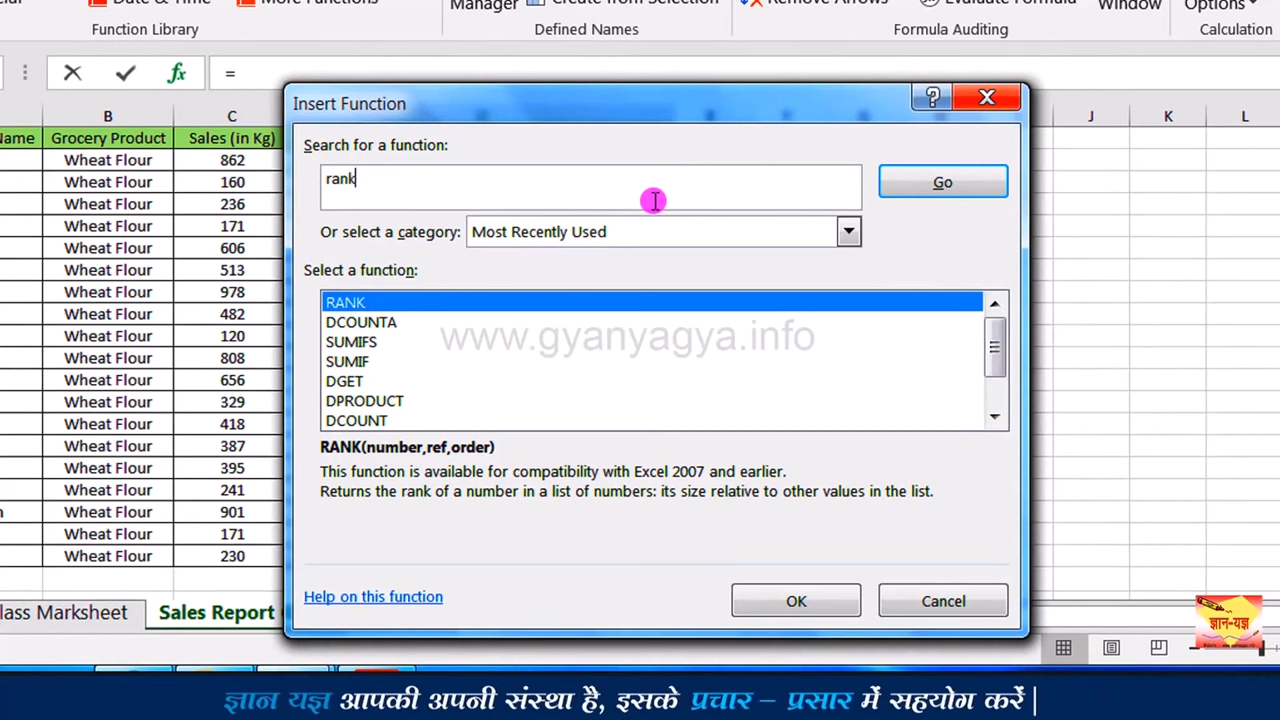 Date & Time
More Functions
Manager
Create from Selection
Remove Arrows
Evaluate Formula
Window
Options
Function Library
Defined Names
Formula Auditing
Calculation
fx
=
Insert Function
B C J K L
Name Grocery Product Sales (in Kg)
Wheat Flour 862
Wheat Flour 160
Wheat Flour 236
Wheat Flour 171
Wheat Flour 606
Wheat Flour 513
Wheat Flour 978
Wheat Flour 482
Wheat Flour 120
Wheat Flour 808
Wheat Flour 656
Wheat Flour 329
Wheat Flour 418
Wheat Flour 387
Wheat Flour 395
Wheat Flour 241
Wheat Flour 901
Wheat Flour 171
Wheat Flour 230
Search for a function:
rank
Go
Or select a category: Most Recently Used
Select a function:
RANK
DCOUNTA
SUMIFS
SUMIF
DGET
DPRODUCT
DCOUNT
www.gyanyagya.info
RANK(number,ref,order)
This function is available for compatibility with Excel 2007 and earlier.
Returns the rank of a number in a list of numbers: its size relative to other values in the list.
Help on this function
OK
Cancel
lass Marksheet
Sales Report
ज्ञान-यज्ञ
ज्ञान यज्ञ आपकी अपनी संस्था है, इसके प्रचार – प्रसार में सहयोग करें |